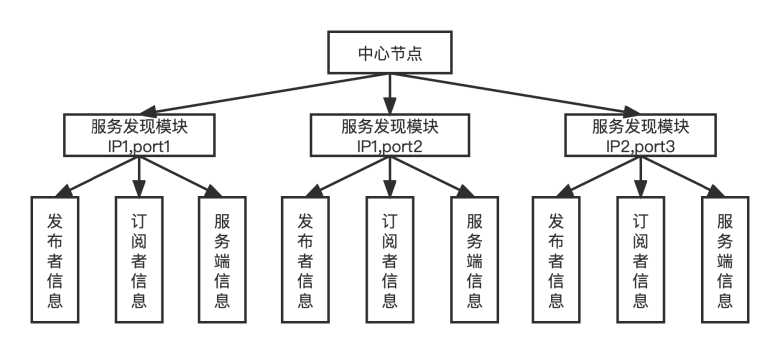 中心节点
服务发现模块
IP1,port1
服务发现模块
IP1,port2
服务发现模块
IP2,port3
发布者信息
订阅者信息
服务端信息
发布者信息
订阅者信息
服务端信息
发布者信息
订阅者信息
服务端信息